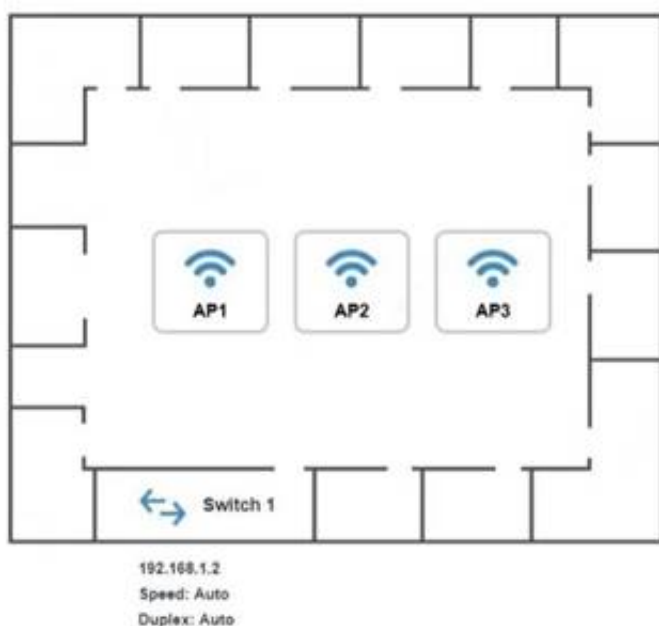 AP1 AP2 AP3
Switch 1
192.168.1.2
Speed: Auto
Duplex: Auto